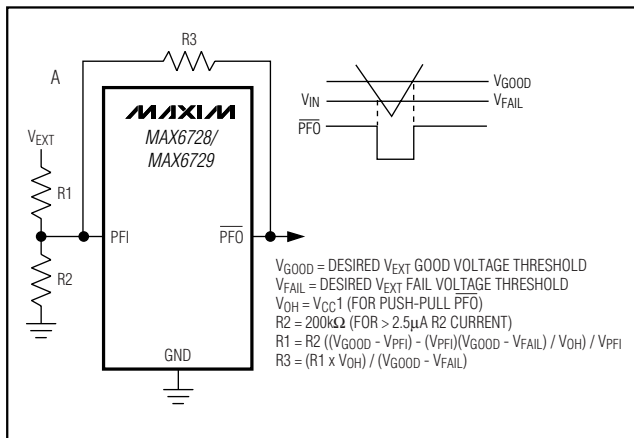 R3
A
MAXIM
MAX6728/
MAX6729
VEXT
R1
PFI
PFO
R2
GND
VGOOD
VIN
VFAIL
PFO
VGOOD = DESIRED VEXT GOOD VOLTAGE THRESHOLD
VFAIL = DESIRED VEXT FAIL VOLTAGE THRESHOLD
VOH = VCC1 (FOR PUSH-PULL PFO)
R2 = 200kΩ (FOR > 2.5µA R2 CURRENT)
R1 = R2 ((VGOOD - VPFI) - (VPFI)(VGOOD - VFAIL) / VOH) / VPFI
R3 = (R1 x VOH) / (VGOOD - VFAIL)